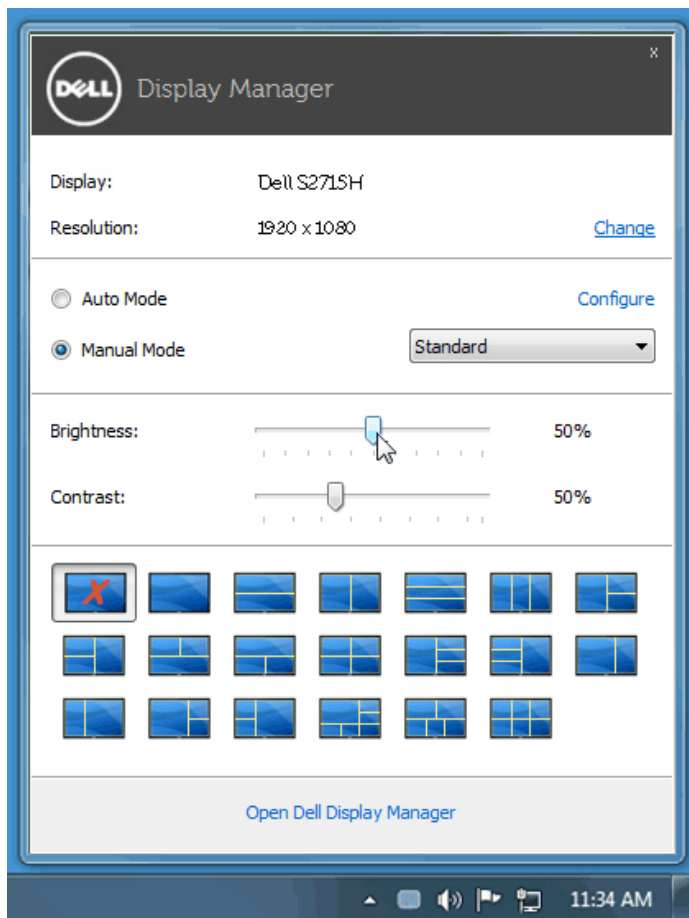 x
DELL Display Manager
Display: Dell S2715H
Resolution: 1920 x 1080 Change
Auto Mode Configure
Manual Mode Standard
Brightness: 50%
Contrast: 50%
Open Dell Display Manager
11:34 AM